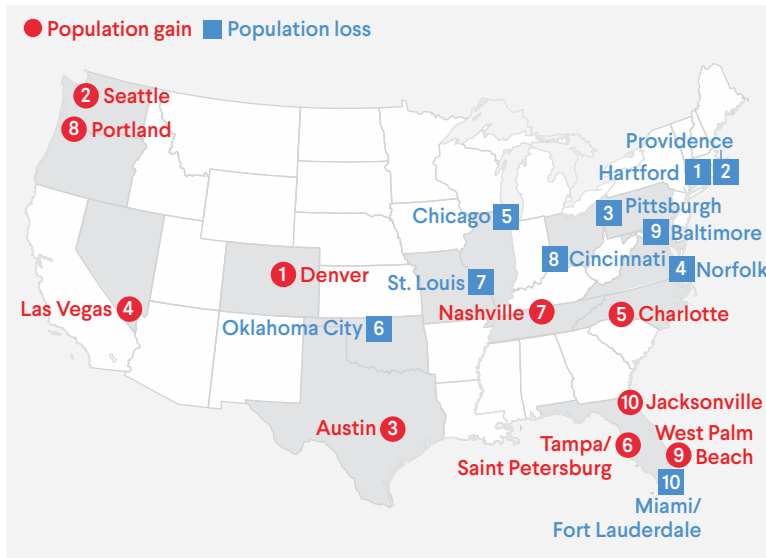 Population gain
Population loss
2 Seattle
8 Portland
Providence
Hartford 1 2
Pittsburgh
3
Chicago 5
9 Baltimore
8 Cincinnati
4 Norfolk
1 Denver
St. Louis 7
Las Vegas 4
Nashville 7
5 Charlotte
Oklahoma City 6
10 Jacksonville
Austin 3
West Palm
9 Beach
Tampa/
Saint Petersburg
6
10
Miami/
Fort Lauderdale